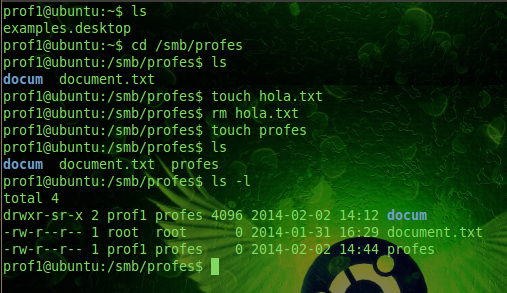 prof1@ubuntu:~$ ls
examples.desktop
prof1@ubuntu:~$ cd /smb/profes
prof1@ubuntu:/smb/profes$ ls
docum  document.txt
prof1@ubuntu:/smb/profes$ touch hola.txt
prof1@ubuntu:/smb/profes$ rm hola.txt
prof1@ubuntu:/smb/profes$ touch profes
prof1@ubuntu:/smb/profes$ ls
docum  document.txt  profes
prof1@ubuntu:/smb/profes$ ls -l
total 4
drwxr-sr-x 2 prof1 profes 4096 2014-02-02 14:12 docum
-rw-r--r-- 1 root  root      0 2014-01-31 16:29 document.txt
-rw-r--r-- 1 prof1 profes    0 2014-02-02 14:44 profes
prof1@ubuntu:/smb/profes$